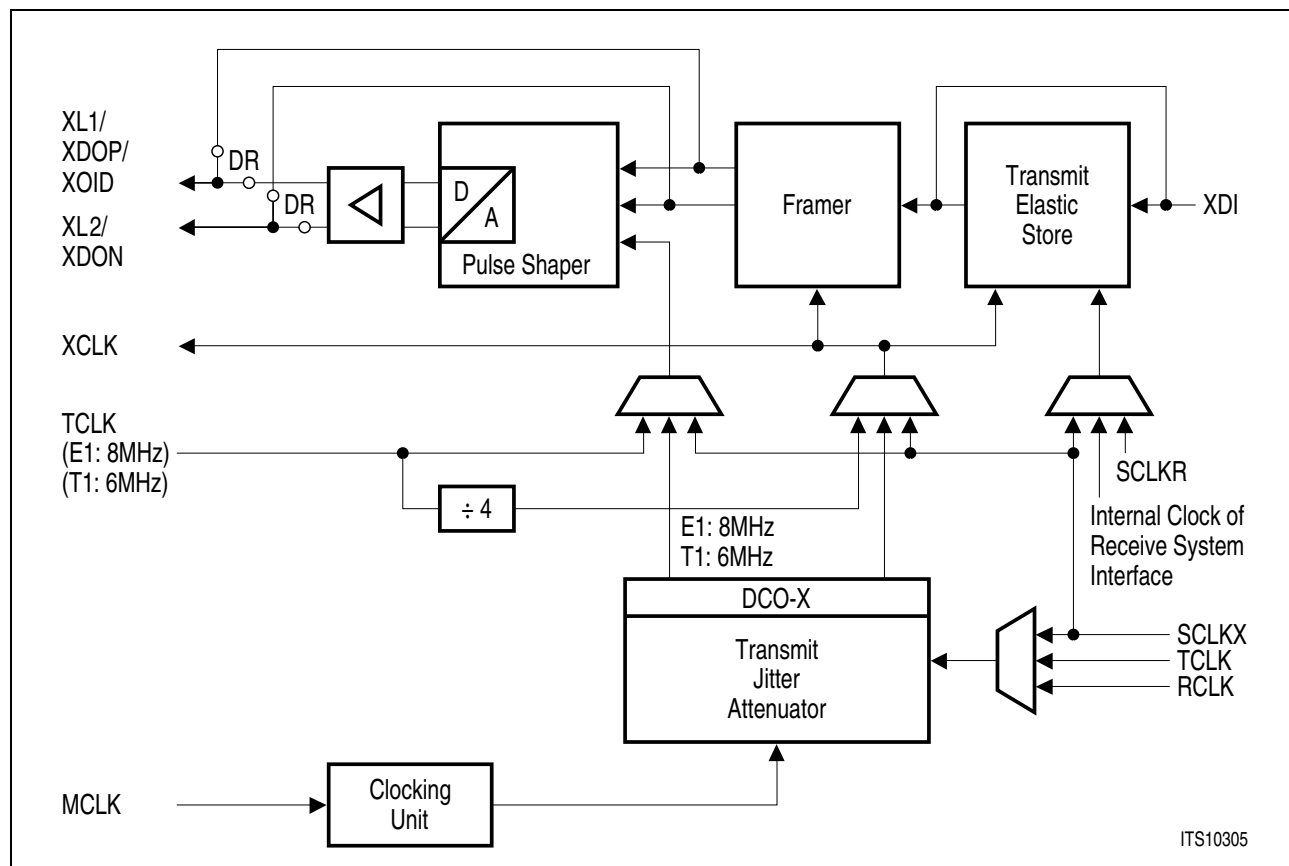 XL1/
XDOP/
XOID
DR
XL2/
XDON
DR
D
A
Pulse Shaper
Framer
Transmit
Elastic
Store
XDI
XCLK
TCLK
(E1: 8MHz)
(T1: 6MHz)
÷ 4
E1: 8MHz
T1: 6MHz
SCLKR
Internal Clock of
Receive System
Interface
DCO-X
Transmit
Jitter
Attenuator
SCLKX
TCLK
RCLK
MCLK
Clocking
Unit
ITS10305